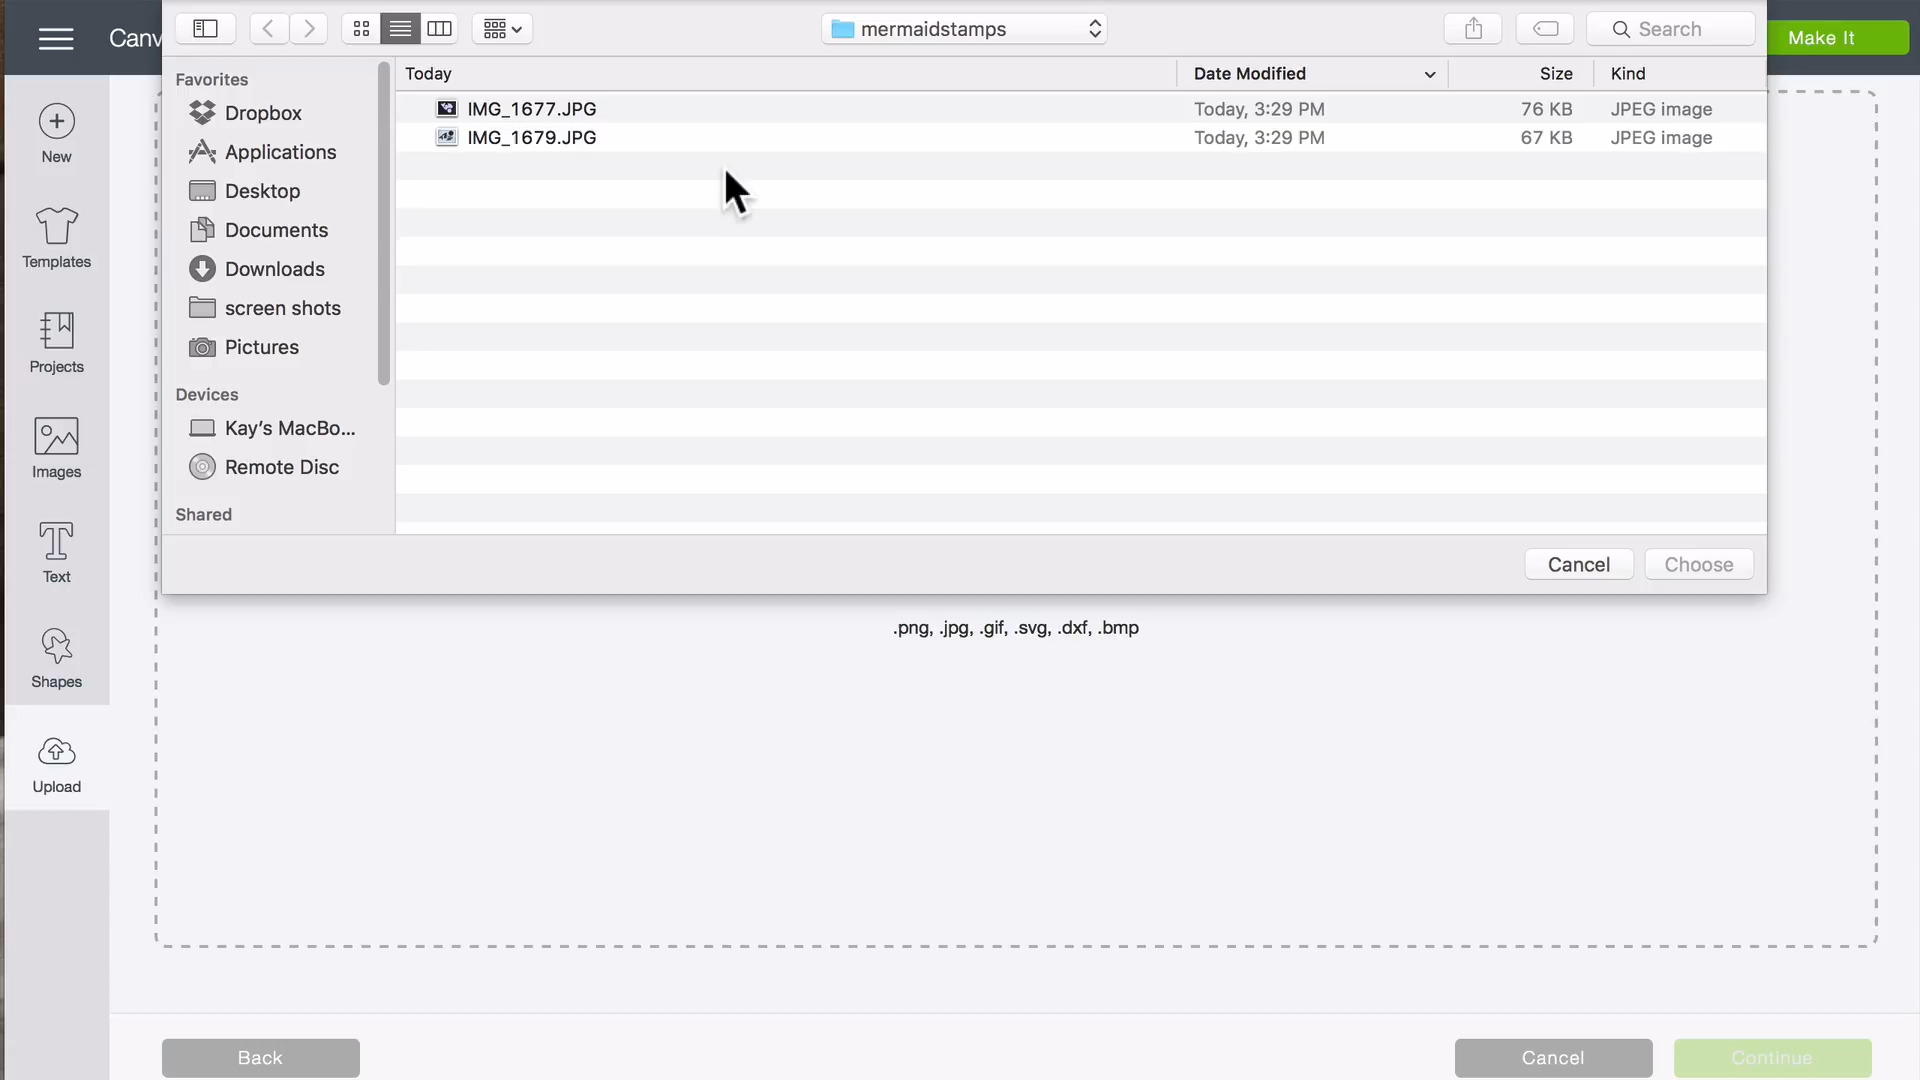 Canv
mermaidstamps
Search
Make It
Favorites
Dropbox
Applications
Desktop
Documents
Downloads
screen shots
Pictures
Devices
Kay's MacBo...
Remote Disc
Shared
Today Date Modified Size Kind
IMG_1677.JPG Today, 3:29 PM 76 KB JPEG image
IMG_1679.JPG Today, 3:29 PM 67 KB JPEG image
Cancel Choose
New
Templates
Projects
Images
Text
Shapes
Upload
.png, .jpg, .gif, .svg, .dxf, .bmp
Back Cancel Continue